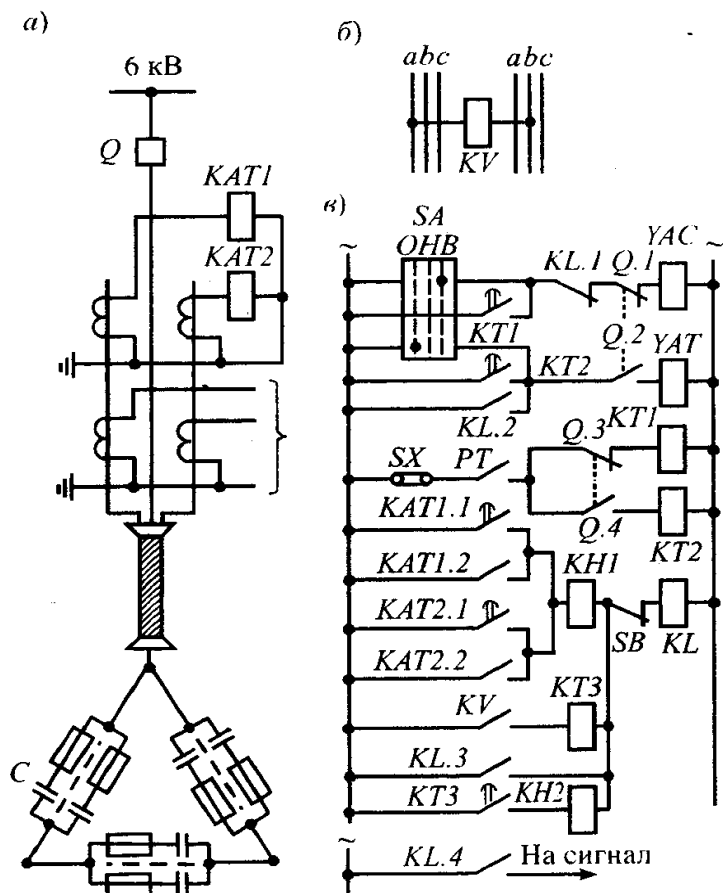 а)
6 кВ
Q
KAT1
KAT2
C
б)
abc abc
KV
в)
~ ~
SA
ОНВ
KL.1 Q.1 YAC
KT1
Q.2
YAT
KT2
KL.2
KT1
Q.3
SX PT
KAT1.1
Q.4
KT2
KAT1.2
KH1
KAT2.1
SB KL
KAT2.2
KT3
KV
KL.3
KT3 KH2
~
KL.4 На сигнал